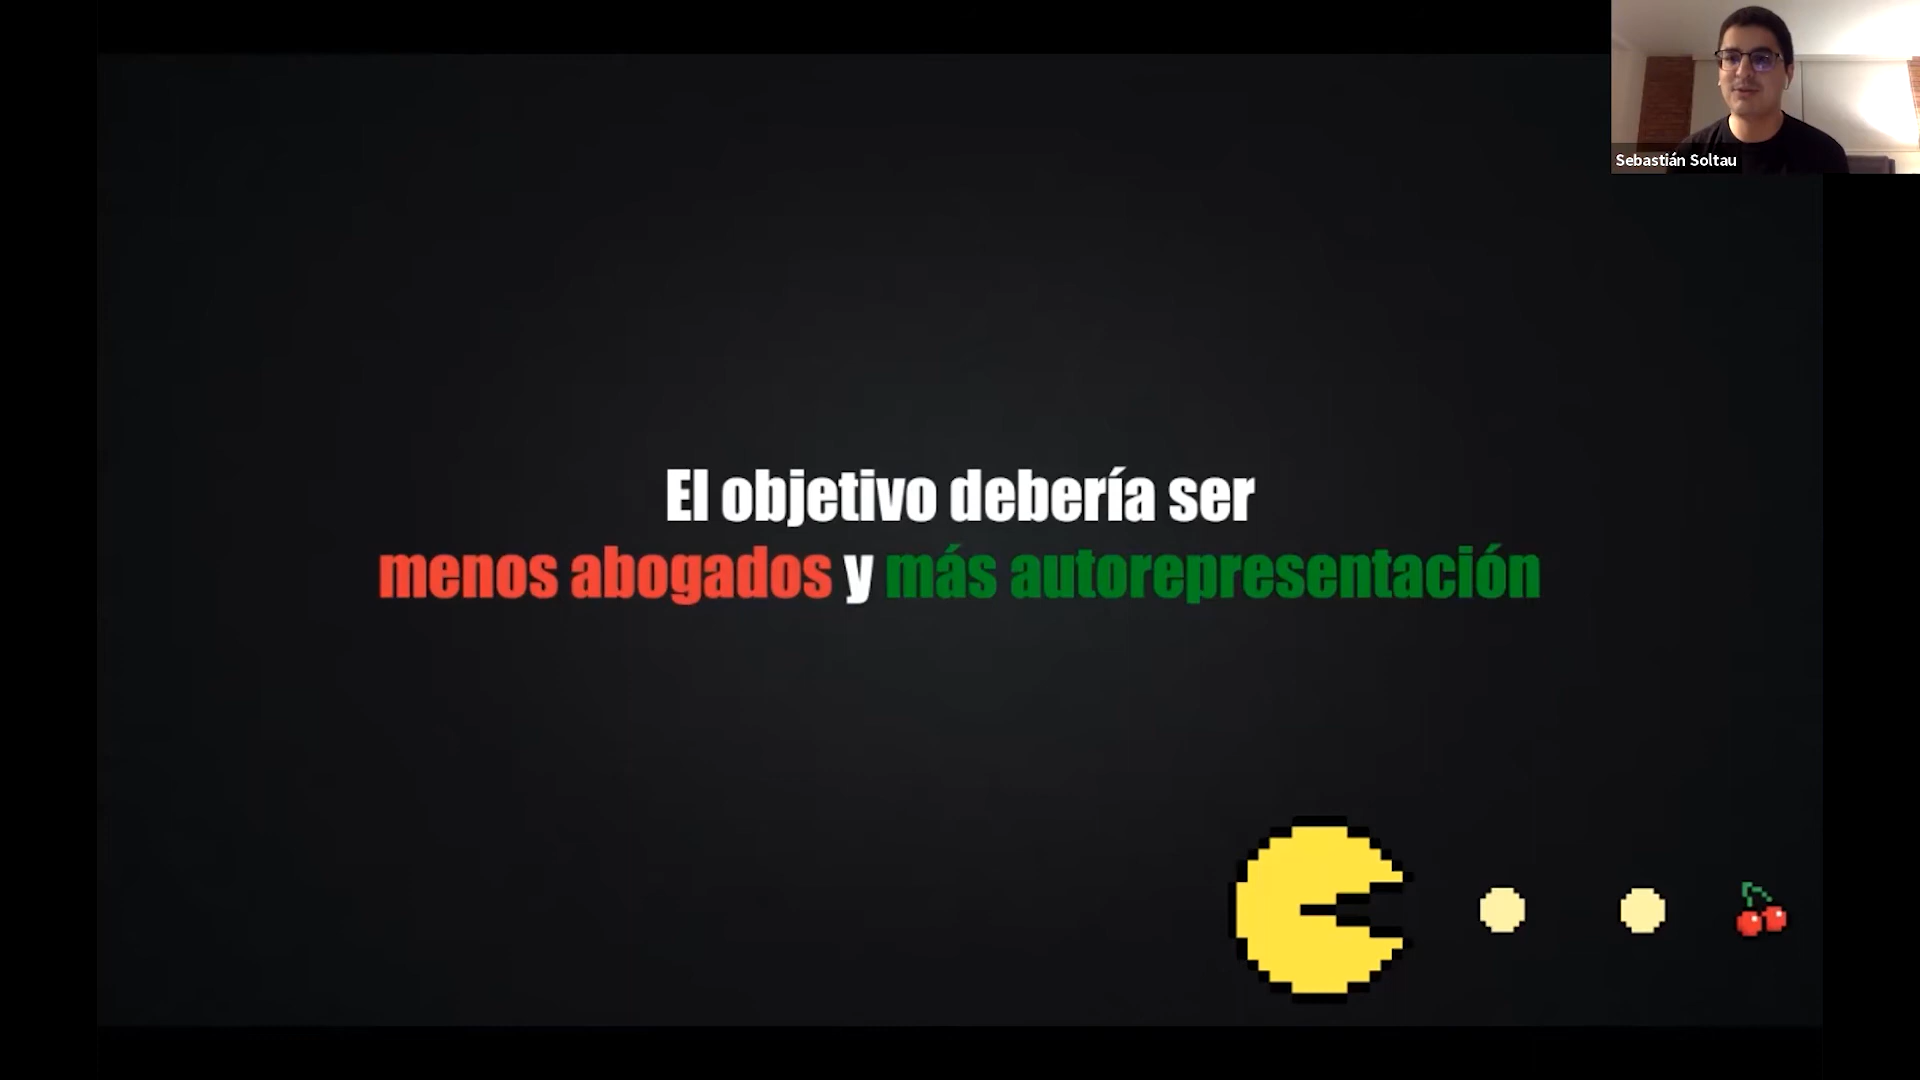 Sebastián Soltau
El objetivo debería ser
menos abogados y más autorepresentación